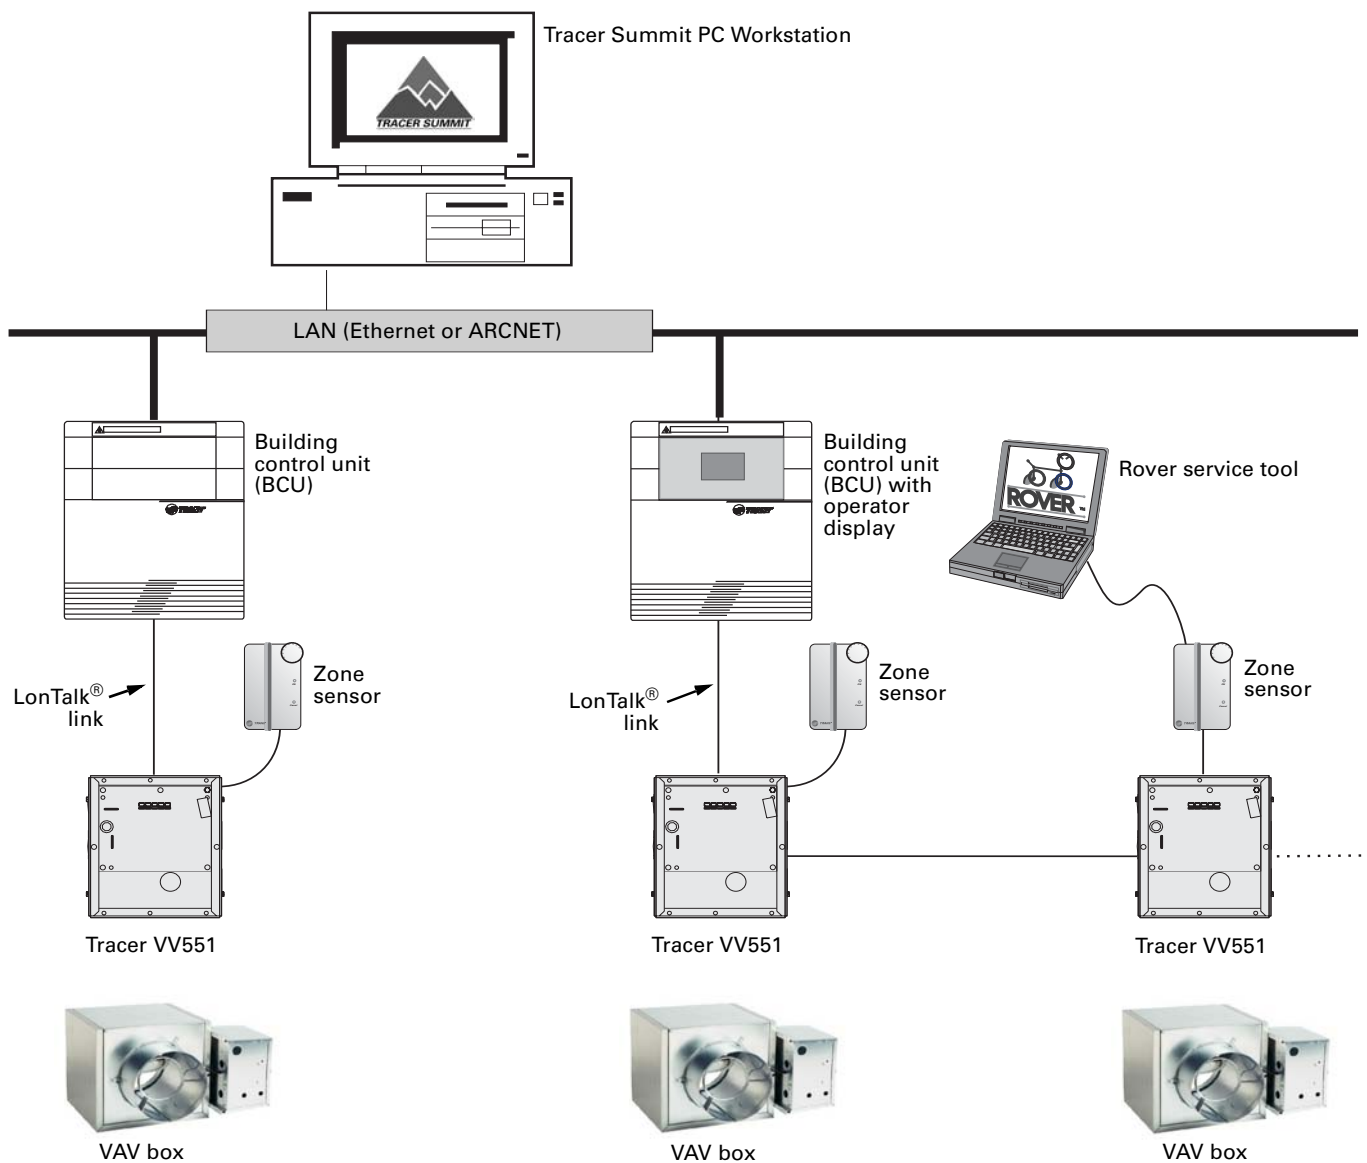 Tracer Summit PC Workstation
TRACER SUMMIT
LAN (Ethernet or ARCNET)
Building
control unit
(BCU)
TRANE
Building
control unit
(BCU) with
operator
display
TRANE
ROVER
Rover service tool
LonTalk®
link
Zone
sensor
LonTalk®
link
Zone
sensor
Zone
sensor
Tracer VV551
Tracer VV551
Tracer VV551
VAV box
VAV box
VAV box